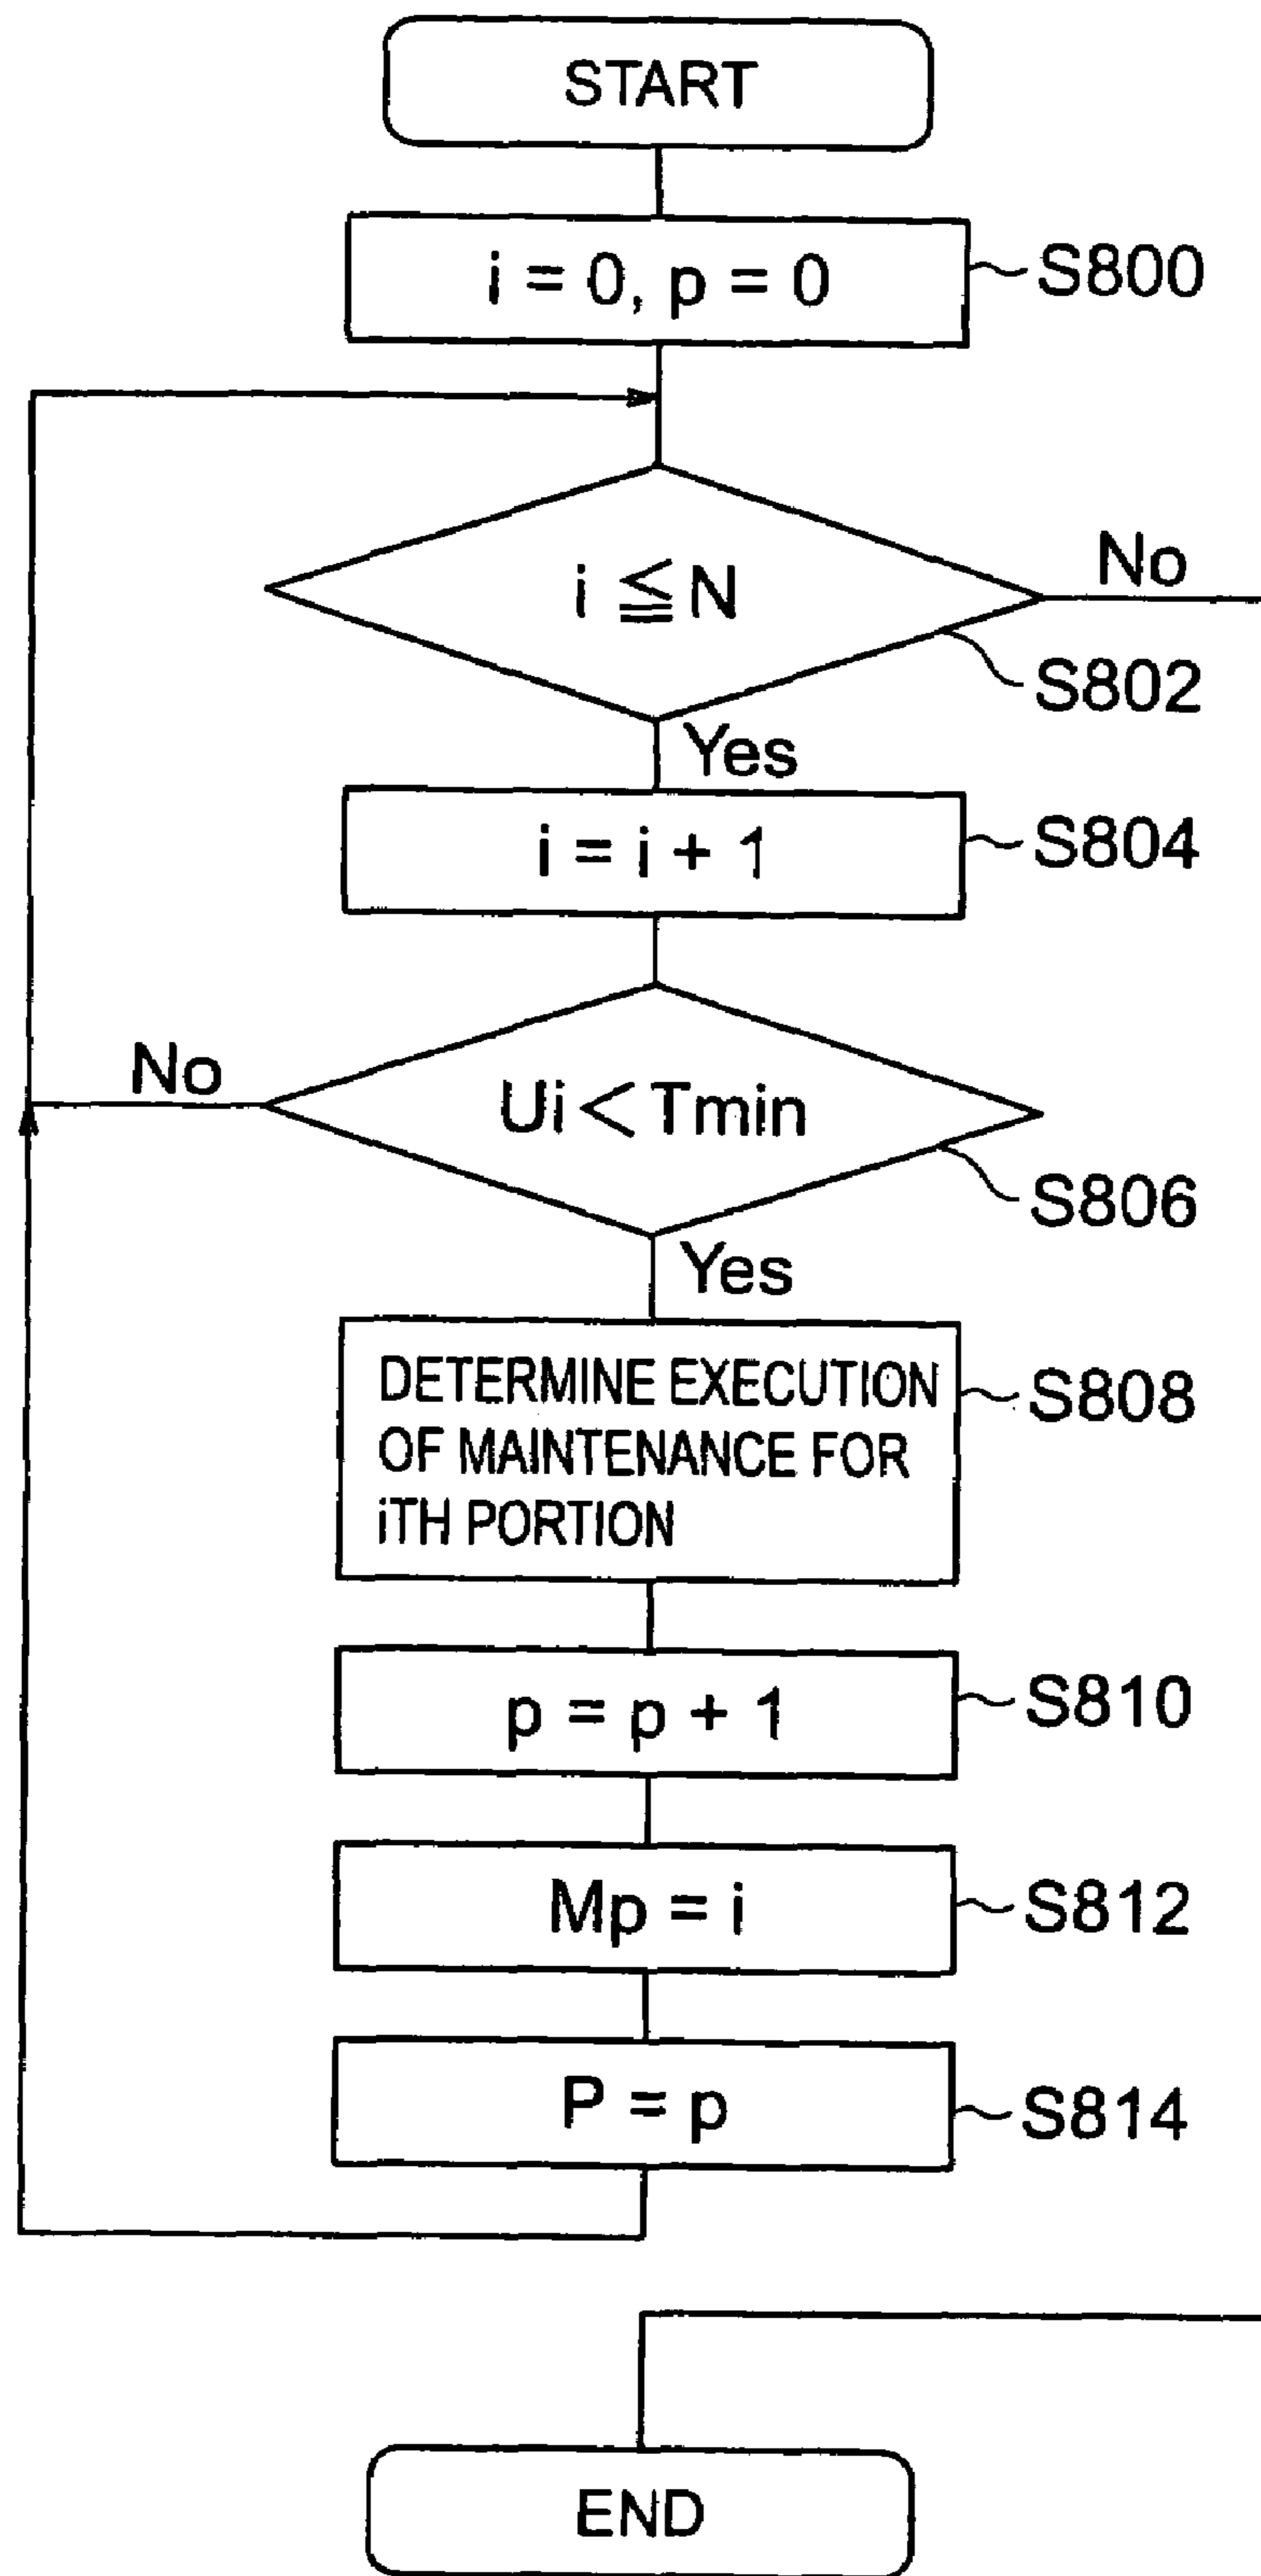 START
i = 0, p = 0
S800
i ≦ N
No
S802
Yes
i = i + 1
S804
No
Ui < Tmin
S806
Yes
DETERMINE EXECUTION
OF MAINTENANCE FOR
iTH PORTION
S808
p = p + 1
S810
Mp = i
S812
P = p
S814
END